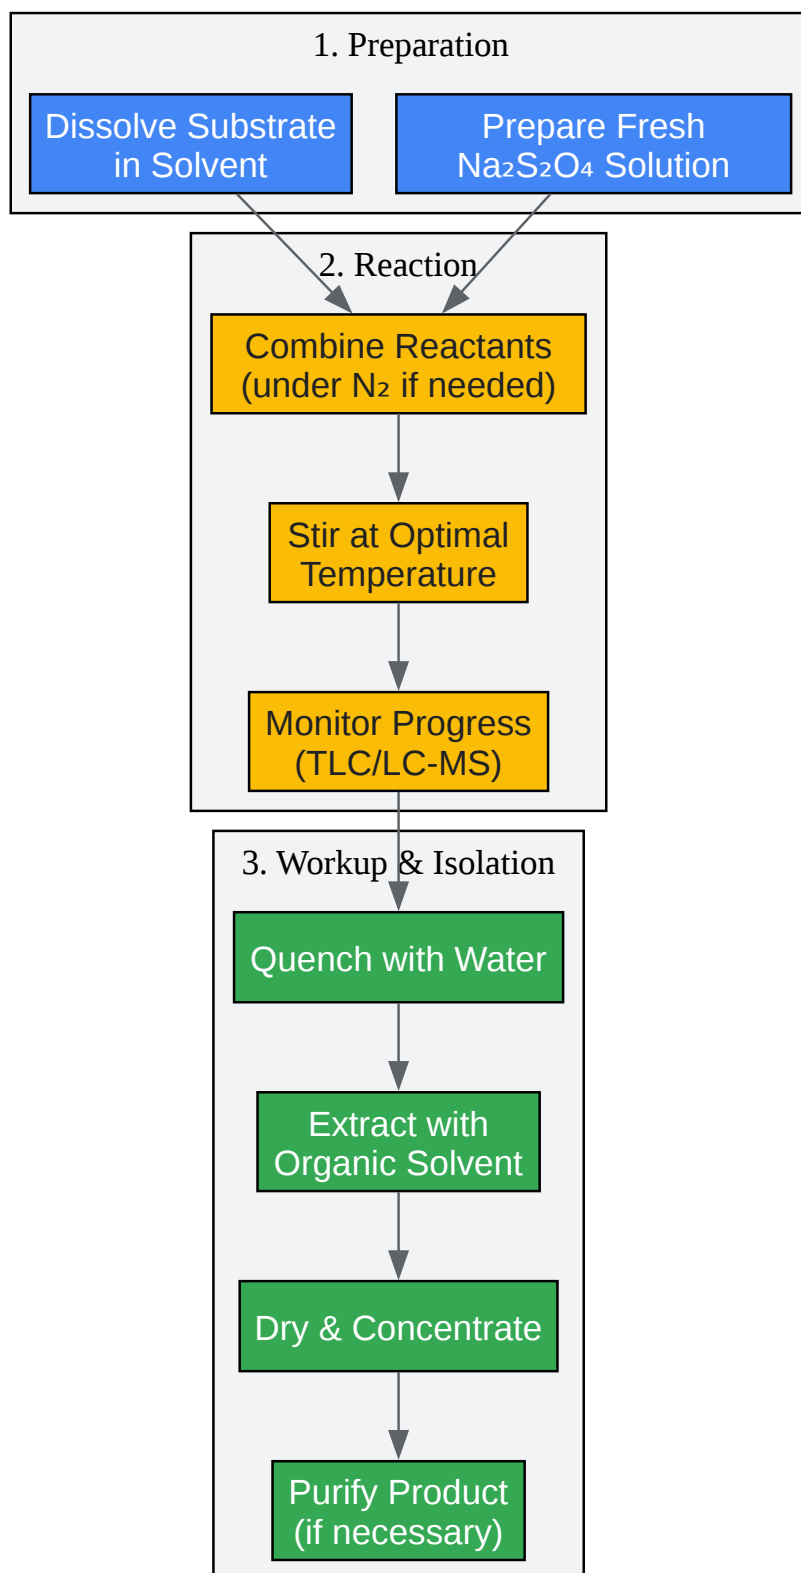 1. Preparation
Dissolve Substrate
in Solvent
Prepare Fresh
Na₂S₂O₄ Solution
2. Reaction
Combine Reactants
(under N₂ if needed)
Stir at Optimal
Temperature
Monitor Progress
(TLC/LC-MS)
3. Workup & Isolation
Quench with Water
Extract with
Organic Solvent
Dry & Concentrate
Purify Product
(if necessary)